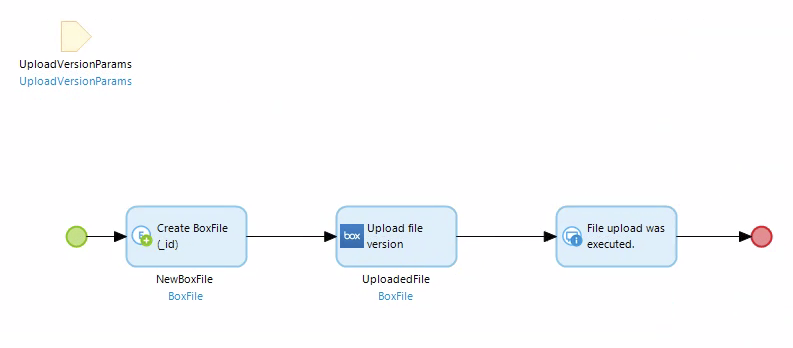 UploadVersionParams
UploadVersionParams
Create BoxFile
(_id)
NewBoxFile
BoxFile
box
Upload file
version
UploadedFile
BoxFile
File upload was
executed.